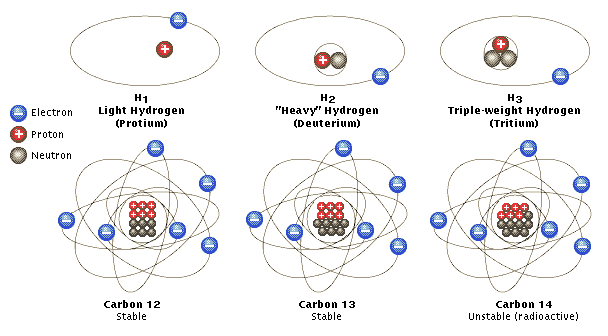 H1
Light Hydrogen
(Protium)
H2
"Heavy" Hydrogen
(Deuterium)
H3
Triple-weight Hydrogen
(Tritium)
Electron
Proton
Neutron
Carbon 12
Stable
Carbon 13
Stable
Carbon 14
Unstable (radioactive)